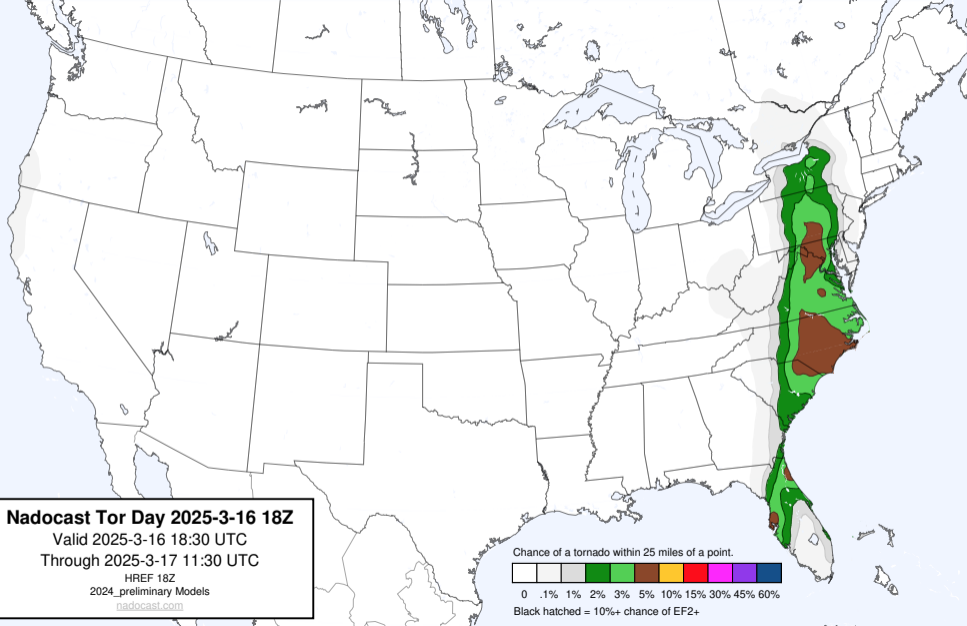 Nadocast Tor Day 2025-3-16 18Z
Valid 2025-3-16 18:30 UTC
Through 2025-3-17 11:30 UTC
HREF 18Z
2024_preliminary Models
nadocast.com
Chance of a tornado within 25 miles of a point.
0 .1% 1% 2% 3% 5% 10% 15% 30% 45% 60%
Black hatched = 10%+ chance of EF2+